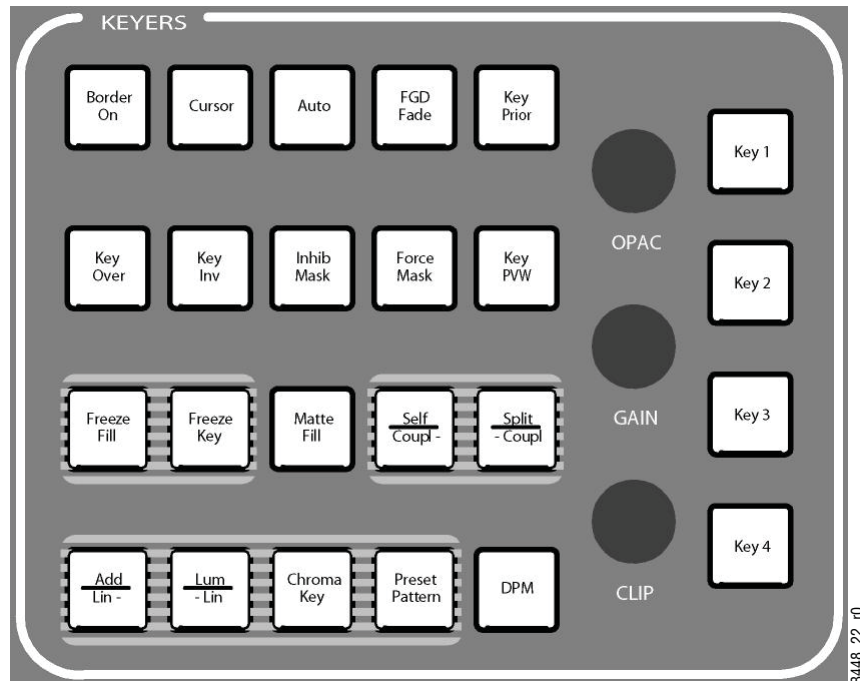 KEYERS
Border
On
Cursor
Auto
FGD
Fade
Key
Prior
Key 1
OPAC
Key
Over
Key
Inv
Inhib
Mask
Force
Mask
Key
PVW
Key 2
GAIN
Freeze
Fill
Freeze
Key
Matte
Fill
Self
Coupl -
Split
- Coupl
Key 3
CLIP
Add
Lin -
Lum
- Lin
Chroma
Key
Preset
Pattern
DPM
Key 4
8448_22_r0